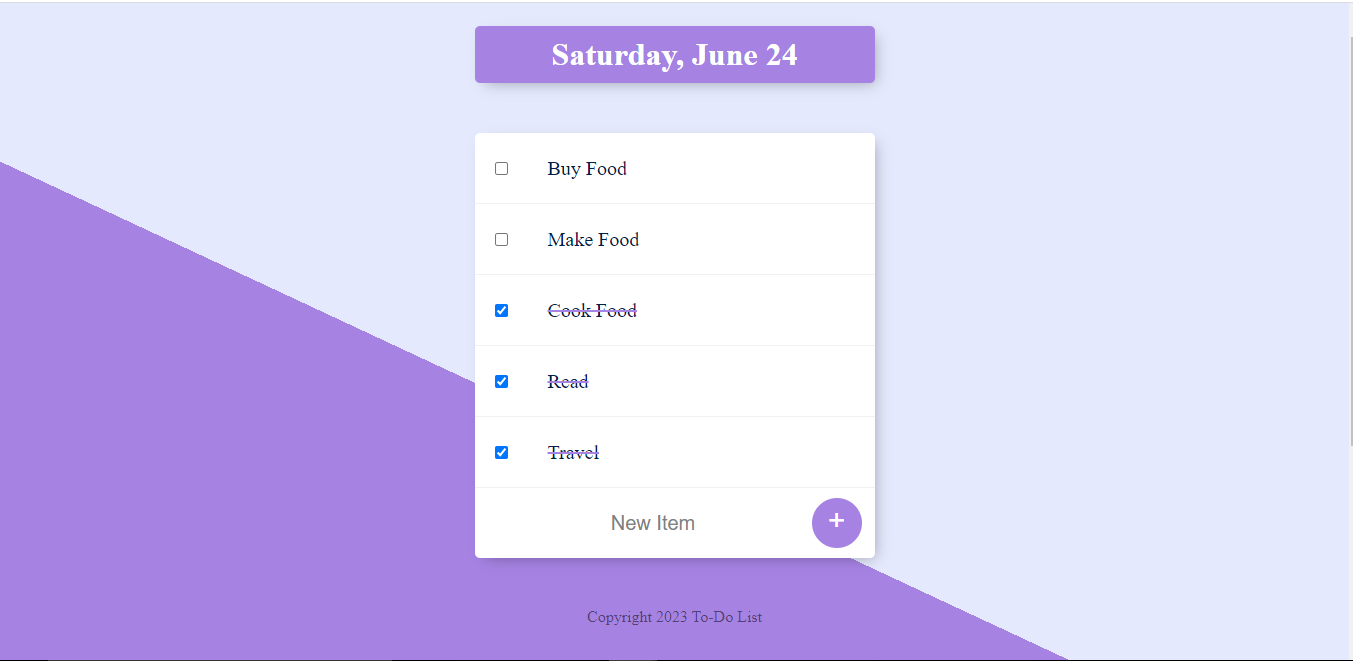 Saturday, June 24
Buy Food
Make Food
Cook Food
Read
Travel
New Item
+
Copyright 2023 To-Do List